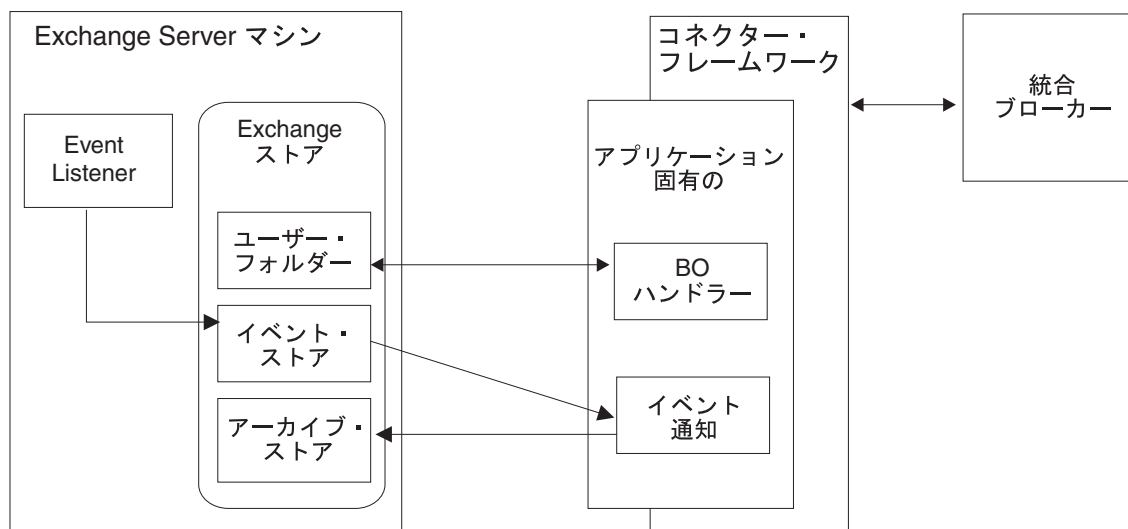 Exchange Server マシン
Event
Listener
Exchange
ストア
ユーザー・
フォルダー
イベント・
ストア
アーカイブ・
ストア
コネクター・
フレームワーク
アプリケーション
固有の
BO
ハンドラー
イベント
通知
統合
ブローカー